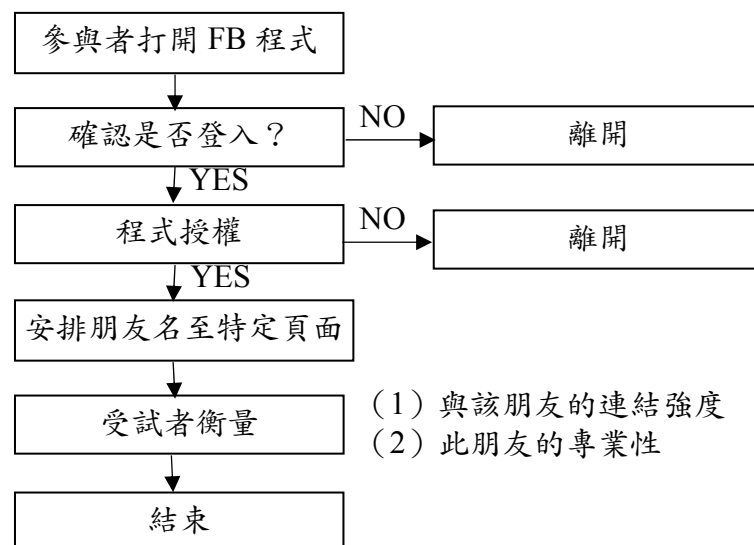 參與者打開 FB 程式
確認是否登入？
NO
離開
YES
程式授權
NO
離開
YES
安排朋友名至特定頁面
受試者衡量
（1）與該朋友的連結強度
（2）此朋友的專業性
結束